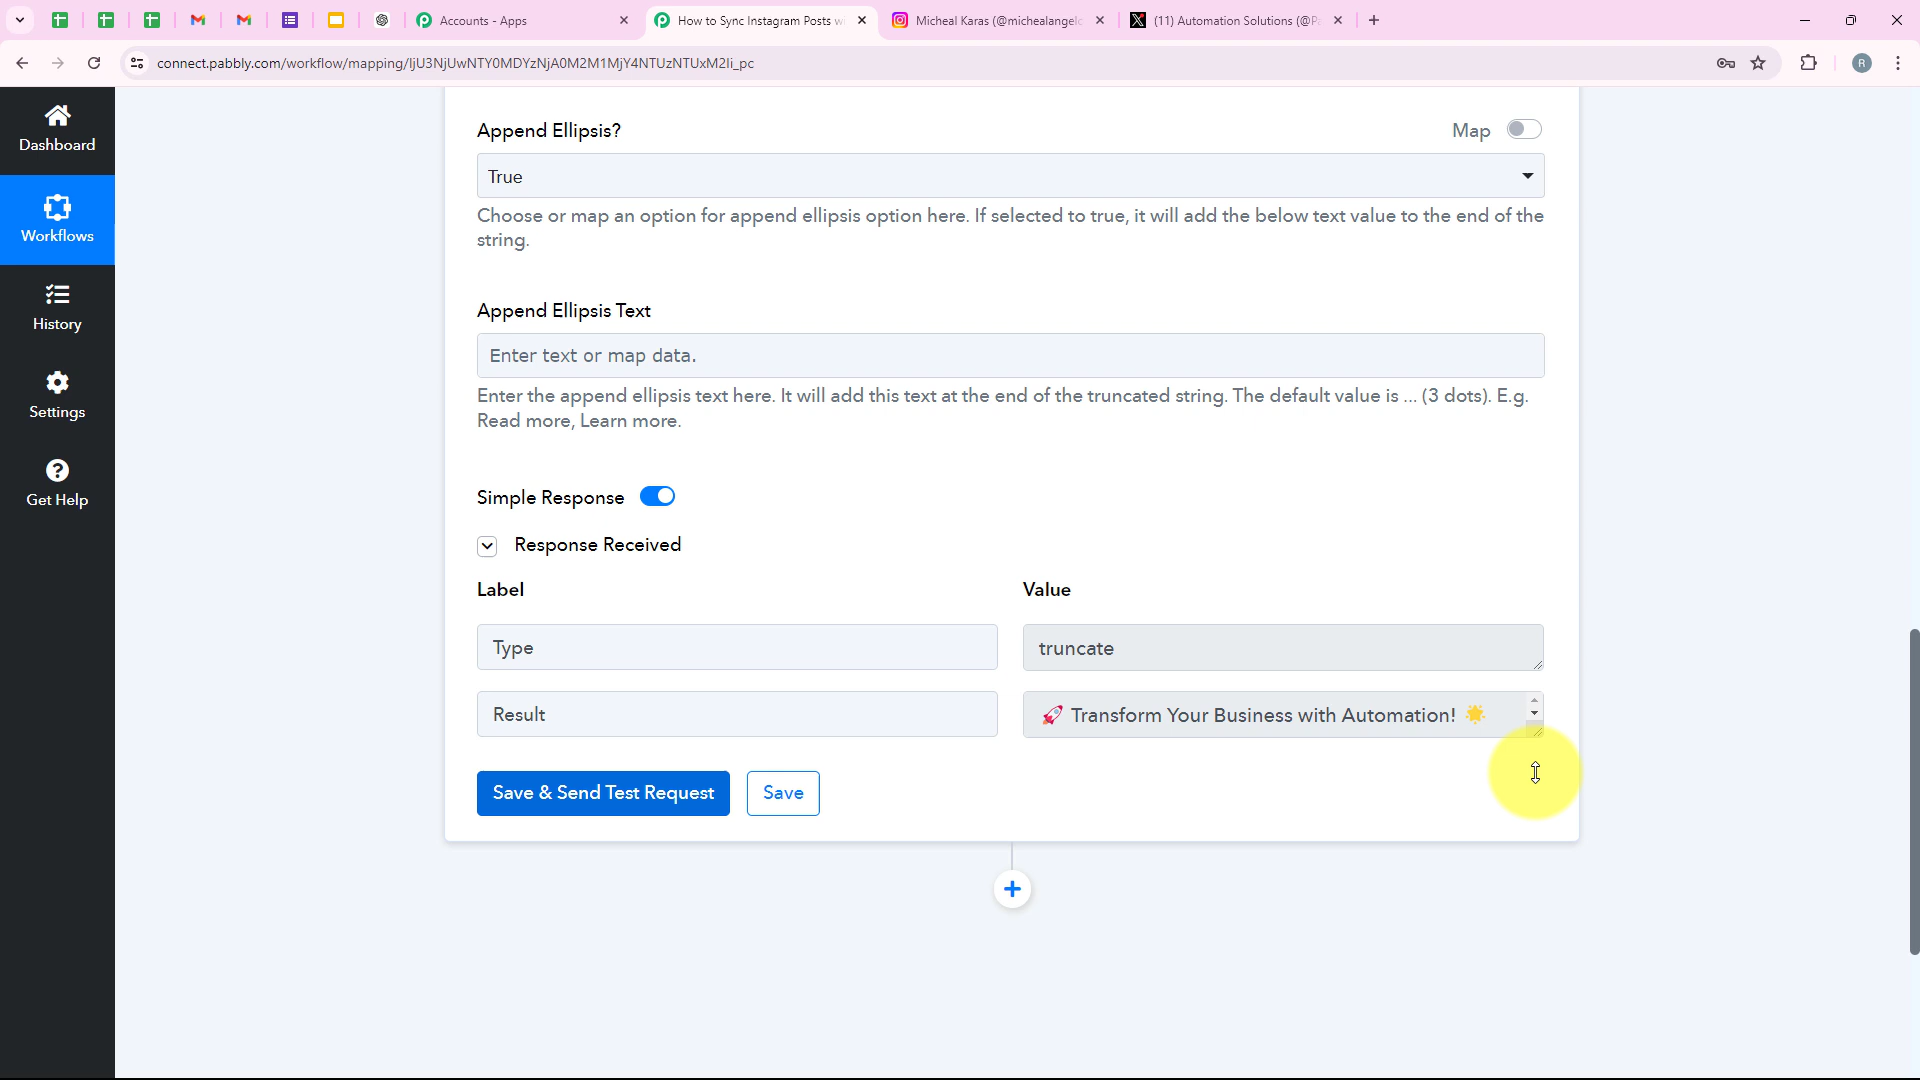 Accounts - Apps
How to Sync Instagram Posts wi
Micheal Karas (@michealangelo
(11) Automation Solutions (@Pa
connect.pabbly.com/workflow/mapping/IjU3NjUwNTY0MDYzNjA0M2M1MjY4NTUzNTUxM2Ii_pc
R
Dashboard
Workflows
History
Settings
Get Help
Append Ellipsis?
Map
True
Choose or map an option for append ellipsis option here. If selected to true, it will add the below text value to the end of the
string.
Append Ellipsis Text
Enter text or map data.
Enter the append ellipsis text here. It will add this text at the end of the truncated string. The default value is ... (3 dots). E.g.
Read more, Learn more.
Simple Response
Response Received
Label
Value
Type
truncate
Result
🚀 Transform Your Business with Automation! 🌟
Save & Send Test Request
Save